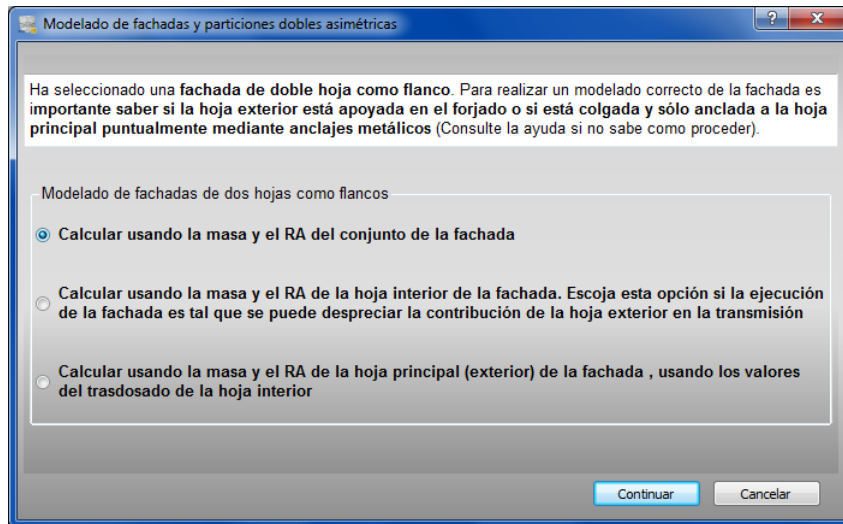 Modelado de fachadas y particiones dobles asimétricas
?
X
Ha seleccionado una fachada de doble hoja como flanco. Para realizar un modelado correcto de la fachada es
importante saber si la hoja exterior está apoyada en el forjado o si está colgada y sólo anclada a la hoja
principal puntualmente mediante anclajes metálicos (Consulte la ayuda si no sabe como proceder).
Modelado de fachadas de dos hojas como flancos
Calcular usando la masa y el RA del conjunto de la fachada
Calcular usando la masa y el RA de la hoja interior de la fachada. Escoja esta opción si la ejecución
de la fachada es tal que se puede despreciar la contribución de la hoja exterior en la transmisión
Calcular usando la masa y el RA de la hoja principal (exterior) de la fachada , usando los valores
del trasdosado de la hoja interior
Continuar
Cancelar